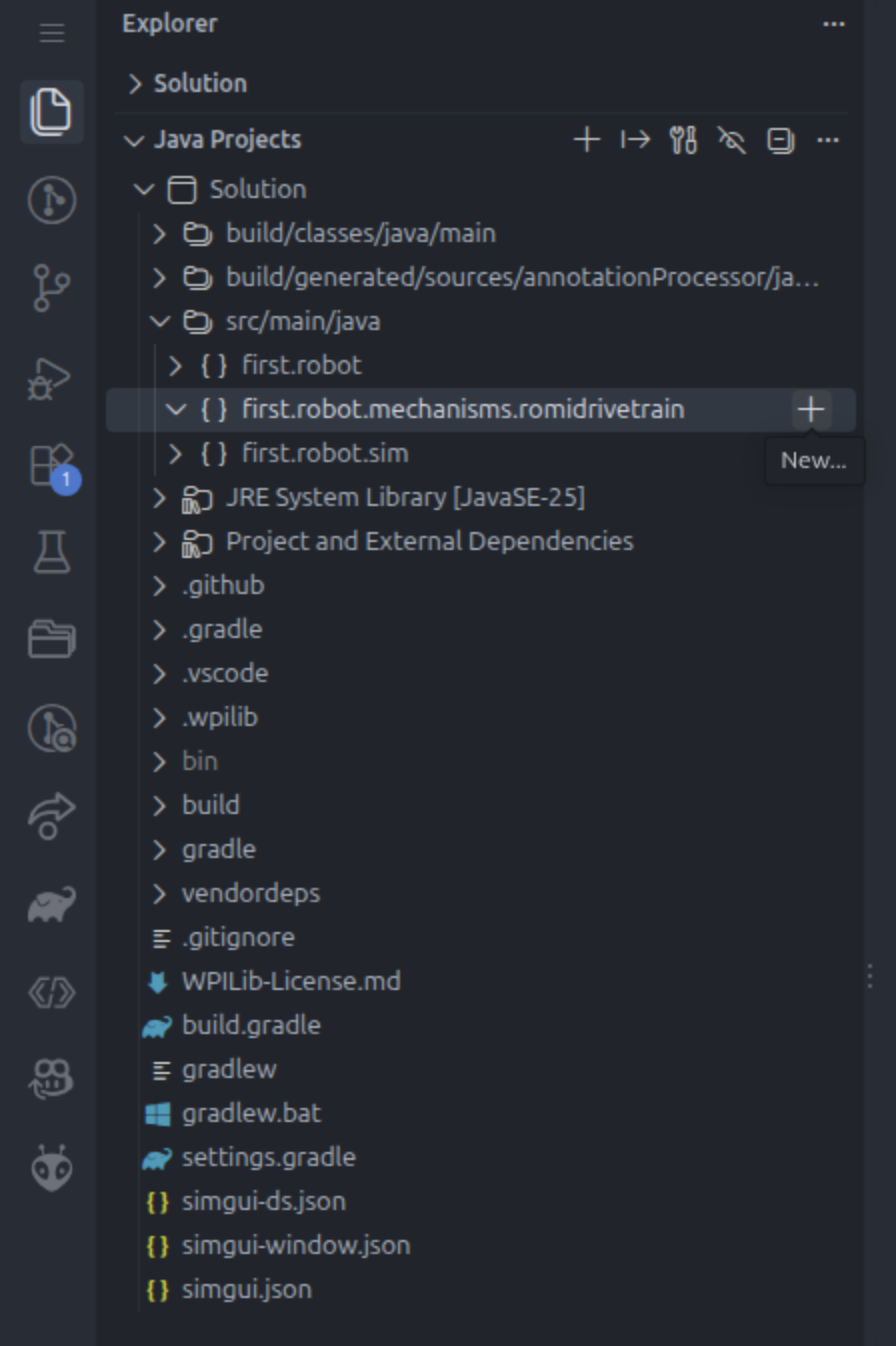 Explorer
Solution
Java Projects
Solution
build/classes/java/main
build/generated/sources/annotationProcessor/ja...
src/main/java
{ } first.robot
{ } first.robot.mechanisms.romidrivetrain
New...
{ } first.robot.sim
JRE System Library [JavaSE-25]
1
Project and External Dependencies
.github
.gradle
.vscode
.wpilib
bin
build
gradle
vendordeps
.gitignore
WPILib-License.md
build.gradle
gradlew
gradlew.bat
settings.gradle
{} simgui-ds.json
{} simgui-window.json
{} simgui.json